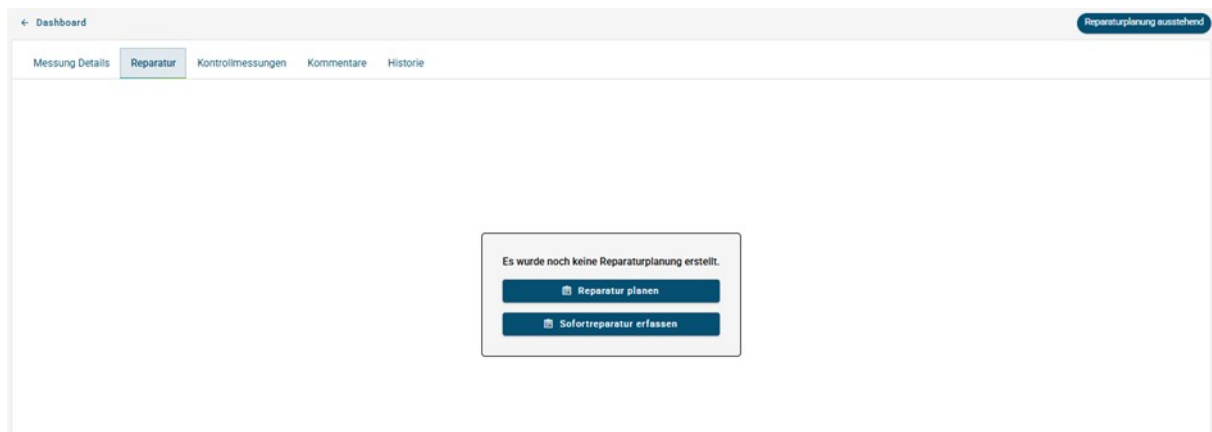 ← Dashboard
Reparaturplanung ausstehend
Messung Details
Reparatur
Kontrollmessungen
Kommentare
Historie
Es wurde noch keine Reparaturplanung erstellt.
Reparatur planen
Sofortreparatur erfassen